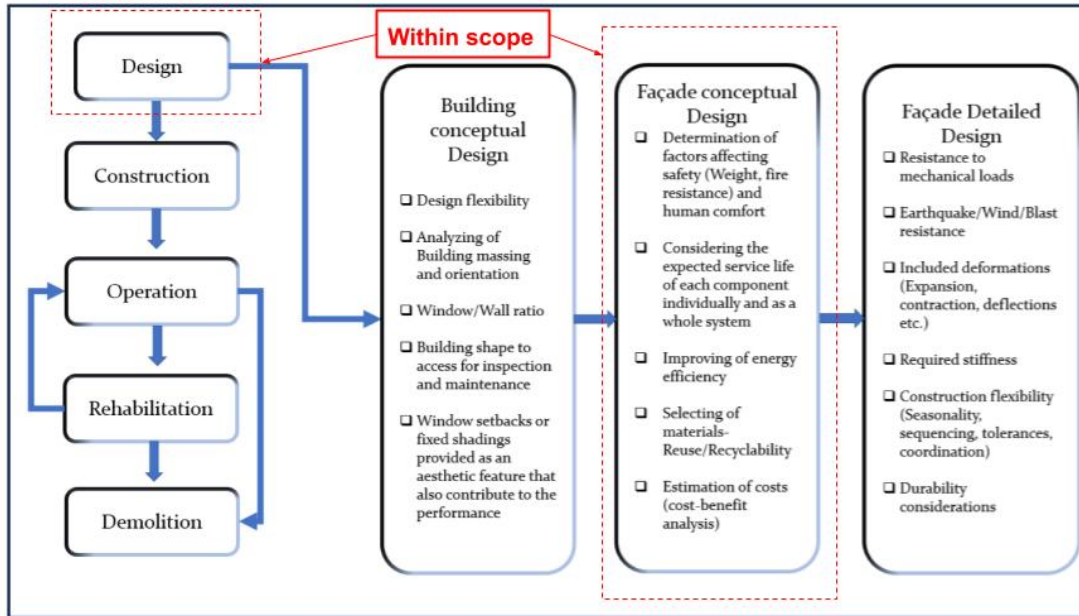 Within scope
Design
Construction
Operation
Rehabilitation
Demolition
Building
conceptual
Design
❑ Design flexibility
❑ Analyzing of
Building massing
and orientation
❑ Window/Wall ratio
❑ Building shape to
access for inspection
and maintenance
❑ Window setbacks or
fixed shadings
provided as an
aesthetic feature that
also contribute to the
performance
Façade conceptual
Design
❑ Determination of
factors affecting
safety (Weight, fire
resistance) and
human comfort
❑ Considering the
expected service life
of each component
individually and as a
whole system
❑ Improving of energy
efficiency
❑ Selecting of
materials-
Reuse/Recyclability
❑ Estimation of costs
(cost-benefit
analysis)
Façade Detailed
Design
❑ Resistance to
mechanical loads
❑ Earthquake/Wind/Blast
resistance
❑ Included deformations
(Expansion,
contraction, deflections
etc.)
❑ Required stiffness
❑ Construction flexibility
(Seasonality,
sequencing, tolerances,
coordination)
❑ Durability
considerations